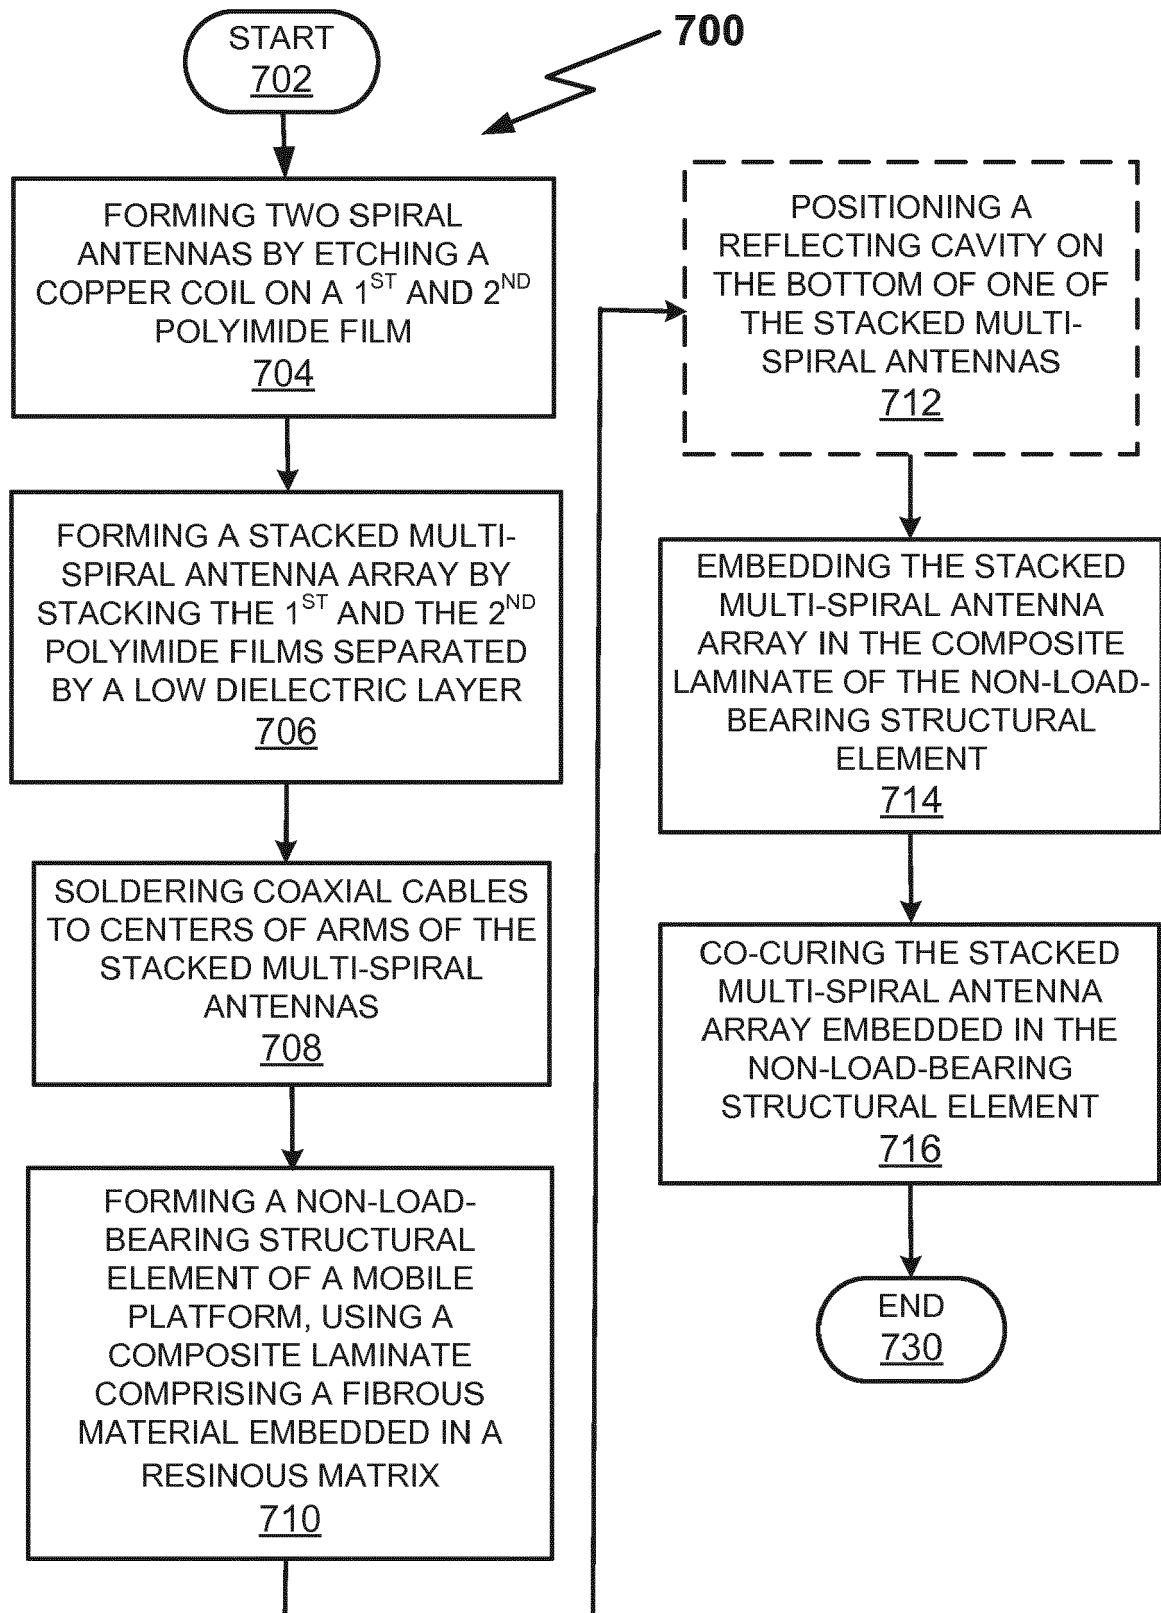 700
START
702
FORMING TWO SPIRAL
ANTENNAS BY ETCHING A
COPPER COIL ON A 1ST AND 2ND
POLYIMIDE FILM
704
FORMING A STACKED MULTI-
SPIRAL ANTENNA ARRAY BY
STACKING THE 1ST AND THE 2ND
POLYIMIDE FILMS SEPARATED
BY A LOW DIELECTRIC LAYER
706
SOLDERING COAXIAL CABLES
TO CENTERS OF ARMS OF THE
STACKED MULTI-SPIRAL
ANTENNAS
708
FORMING A NON-LOAD-
BEARING STRUCTURAL
ELEMENT OF A MOBILE
PLATFORM, USING A
COMPOSITE LAMINATE
COMPRISING A FIBROUS
MATERIAL EMBEDDED IN A
RESINOUS MATRIX
710
POSITIONING A
REFLECTING CAVITY ON
THE BOTTOM OF ONE OF
THE STACKED MULTI-
SPIRAL ANTENNAS
712
EMBEDDING THE STACKED
MULTI-SPIRAL ANTENNA
ARRAY IN THE COMPOSITE
LAMINATE OF THE NON-LOAD-
BEARING STRUCTURAL
ELEMENT
714
CO-CURING THE STACKED
MULTI-SPIRAL ANTENNA
ARRAY EMBEDDED IN THE
NON-LOAD-BEARING
STRUCTURAL ELEMENT
716
END
730